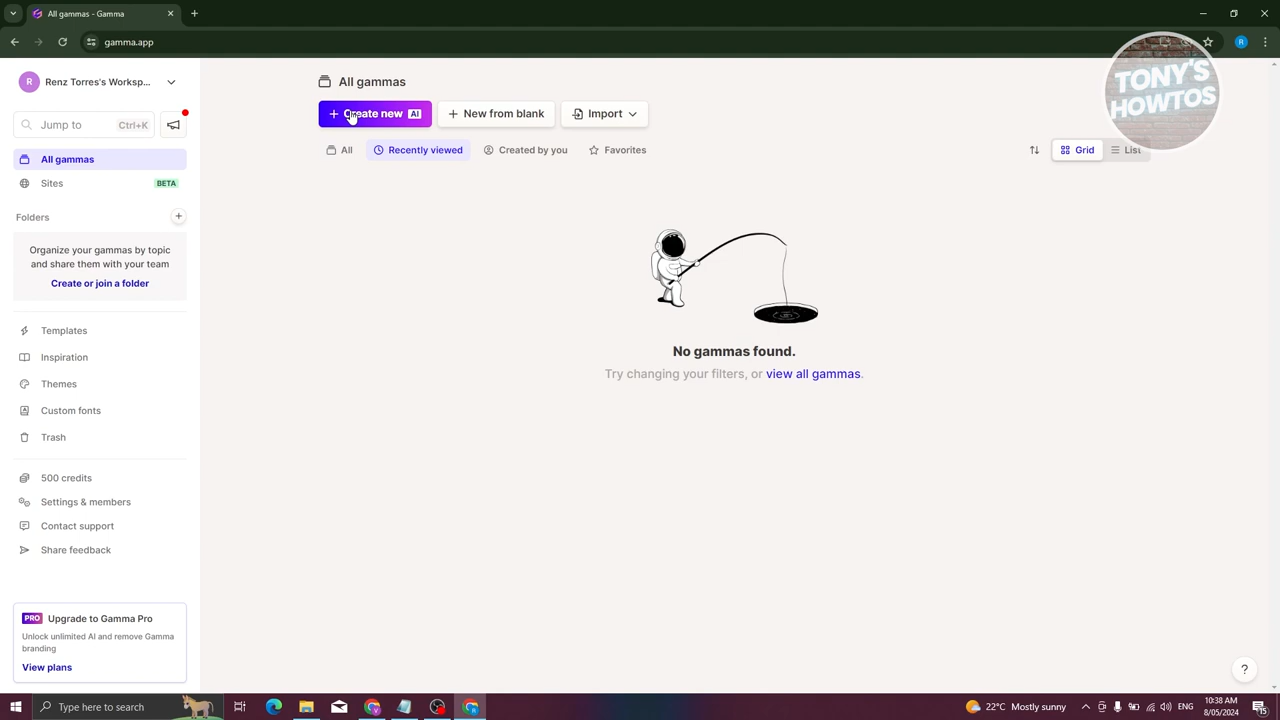 All gammas - Gamma
gamma.app
R
R Renz Torres's Worksp...
Jump to Ctrl+K
All gammas
Sites BETA
Folders
Organize your gammas by topic
and share them with your team
Create or join a folder
Templates
Inspiration
Themes
Custom fonts
Trash
500 credits
Settings & members
Contact support
Share feedback
PRO Upgrade to Gamma Pro
Unlock unlimited AI and remove Gamma
branding
View plans
All gammas
+ Create new AI
+ New from blank
Import
All
Recently viewed
Created by you
Favorites
Grid
List
TONY'S
HOWTOS
No gammas found.
Try changing your filters, or view all gammas.
?
Type here to search
22°C Mostly sunny
10:38 AM
8/05/2024
15